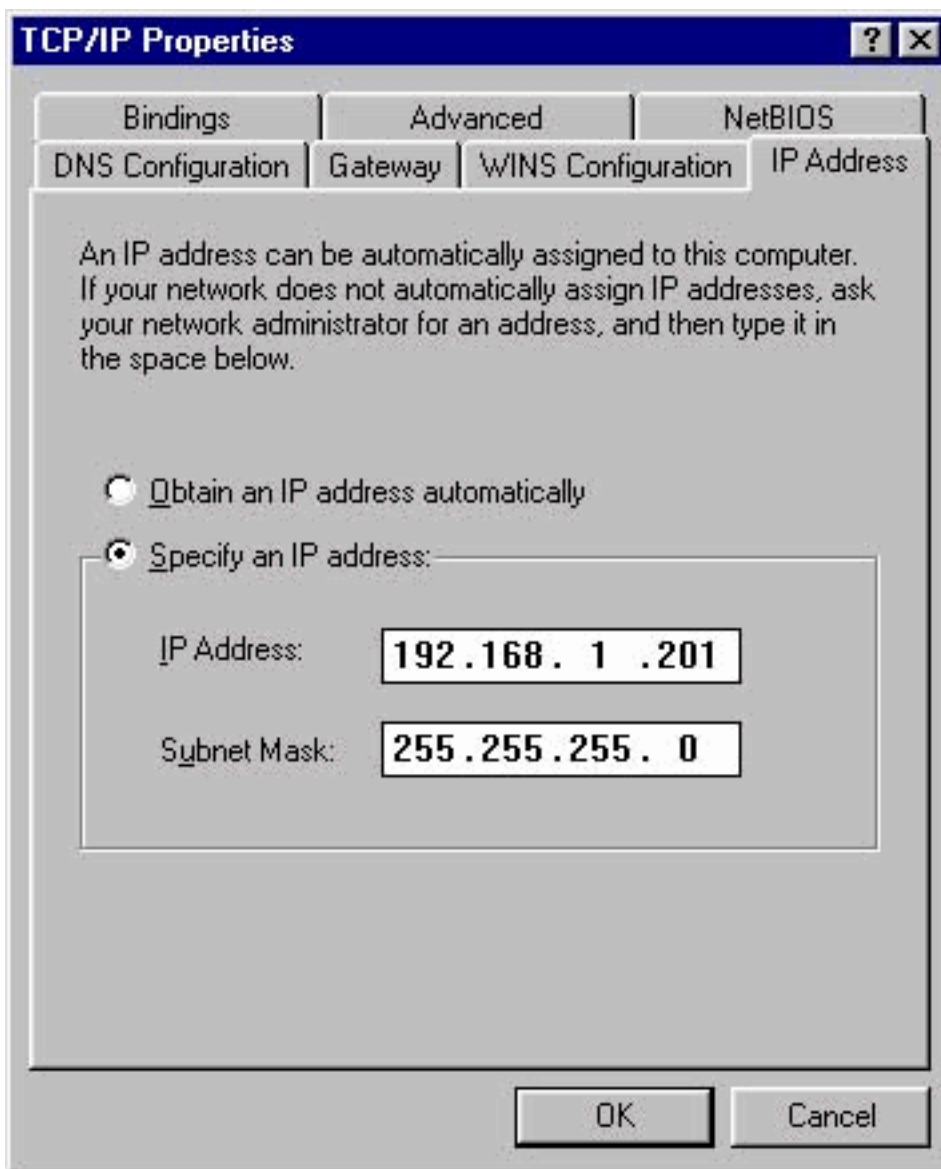 TCP/IP Properties
Bindings Advanced NetBIOS
DNS Configuration Gateway WINS Configuration IP Address
An IP address can be automatically assigned to this computer.
If your network does not automatically assign IP addresses, ask
your network administrator for an address, and then type it in
the space below.
Obtain an IP address automatically
Specify an IP address:
IP Address: 192.168. 1 .201
Subnet Mask: 255.255.255. 0
OK Cancel